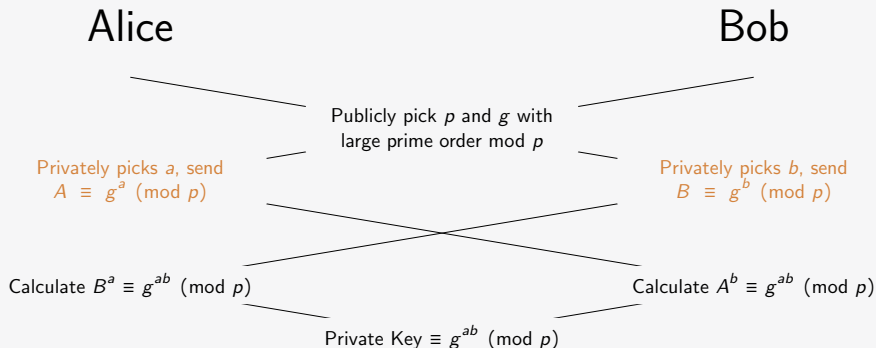 Alice
Bob
Publicly pick p and g with
large prime order mod p
Privately picks a, send
A ≡ g^a (mod p)
Privately picks b, send
B ≡ g^b (mod p)
Calculate B^a ≡ g^ab (mod p)
Calculate A^b ≡ g^ab (mod p)
Private Key ≡ g^ab (mod p)